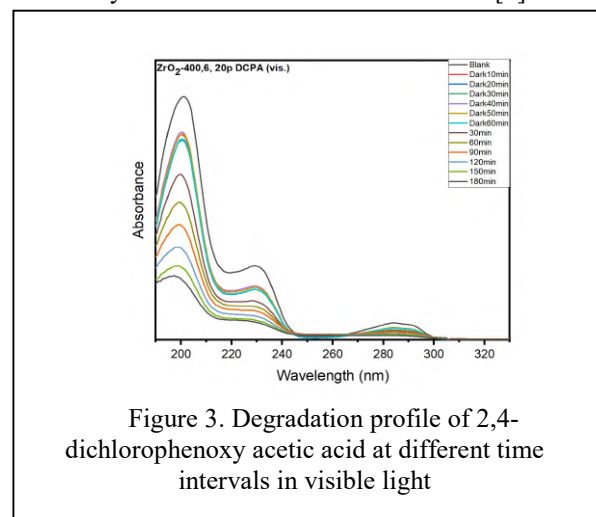 ZrO₂-400,6, 20p DCPA (vis.)
Blank
Dark10min
Dark20min
Dark30min
Dark40min
Dark50min
Dark60min
30min
60min
90min
120min
150min
180min
Absorbance
200 220 240 260 280 300 320
Wavelength (nm)
Figure 3. Degradation profile of 2,4-
dichlorophenoxy acetic acid at different time
intervals in visible light